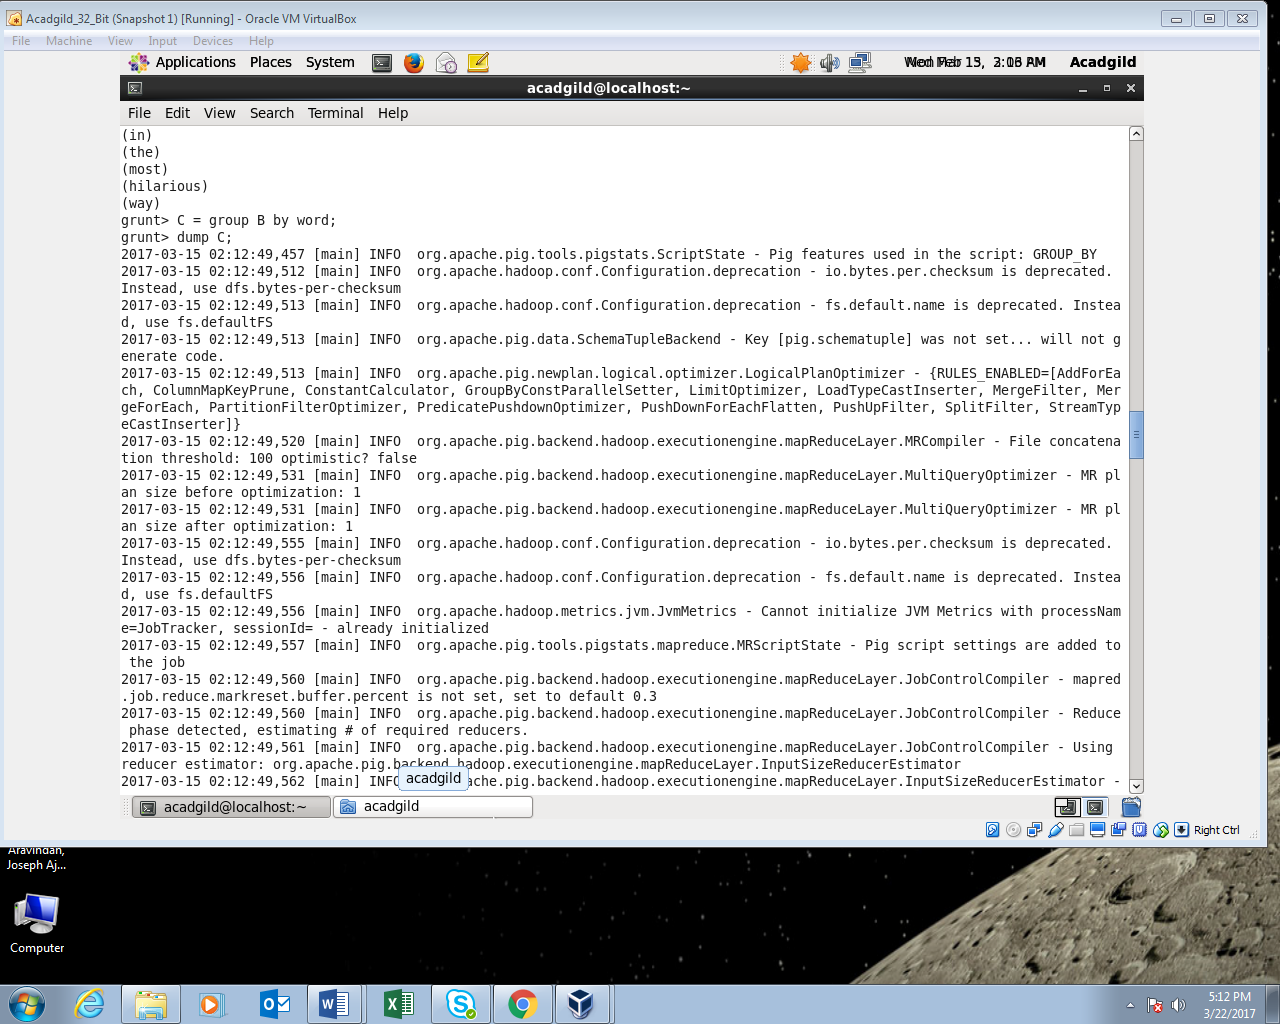 Acadgild_32_Bit (Snapshot 1) [Running] - Oracle VM VirtualBox
File Machine View Input Devices Help
Applications Places System
Acadgild
acadgild@localhost:~
File Edit View Search Terminal Help
(in)
(the)
(most)
(hilarious)
(way)
grunt> C = group B by word;
grunt> dump C;
2017-03-15 02:12:49,457 [main] INFO  org.apache.pig.tools.pigstats.ScriptState - Pig features used in the script: GROUP_BY
2017-03-15 02:12:49,512 [main] INFO  org.apache.hadoop.conf.Configuration.deprecation - io.bytes.per.checksum is deprecated.
Instead, use dfs.bytes-per-checksum
2017-03-15 02:12:49,513 [main] INFO  org.apache.hadoop.conf.Configuration.deprecation - fs.default.name is deprecated. Instea
d, use fs.defaultFS
2017-03-15 02:12:49,513 [main] INFO  org.apache.pig.data.SchemaTupleBackend - Key [pig.schematuple] was not set... will not g
enerate code.
2017-03-15 02:12:49,513 [main] INFO  org.apache.pig.newplan.logical.optimizer.LogicalPlanOptimizer - {RULES_ENABLED=[AddForEa
ch, ColumnMapKeyPrune, ConstantCalculator, GroupByConstParallelSetter, LimitOptimizer, LoadTypeCastInserter, MergeFilter, Mer
geForEach, PartitionFilterOptimizer, PredicatePushdownOptimizer, PushDownForEachFlatten, PushUpFilter, SplitFilter, StreamTyp
eCastInserter]}
2017-03-15 02:12:49,520 [main] INFO  org.apache.pig.backend.hadoop.executionengine.mapReduceLayer.MRCompiler - File concatena
tion threshold: 100 optimistic? false
2017-03-15 02:12:49,531 [main] INFO  org.apache.pig.backend.hadoop.executionengine.mapReduceLayer.MultiQueryOptimizer - MR pl
an size before optimization: 1
2017-03-15 02:12:49,531 [main] INFO  org.apache.pig.backend.hadoop.executionengine.mapReduceLayer.MultiQueryOptimizer - MR pl
an size after optimization: 1
2017-03-15 02:12:49,555 [main] INFO  org.apache.hadoop.conf.Configuration.deprecation - io.bytes.per.checksum is deprecated.
Instead, use dfs.bytes-per-checksum
2017-03-15 02:12:49,556 [main] INFO  org.apache.hadoop.conf.Configuration.deprecation - fs.default.name is deprecated. Instea
d, use fs.defaultFS
2017-03-15 02:12:49,556 [main] INFO  org.apache.hadoop.metrics.jvm.JvmMetrics - Cannot initialize JVM Metrics with processNam
e=JobTracker, sessionId= - already initialized
2017-03-15 02:12:49,557 [main] INFO  org.apache.pig.tools.pigstats.mapreduce.MRScriptState - Pig script settings are added to
the job
2017-03-15 02:12:49,560 [main] INFO  org.apache.pig.backend.hadoop.executionengine.mapReduceLayer.JobControlCompiler - mapred
.job.reduce.markreset.buffer.percent is not set, set to default 0.3
2017-03-15 02:12:49,560 [main] INFO  org.apache.pig.backend.hadoop.executionengine.mapReduceLayer.JobControlCompiler - Reduce
phase detected, estimating # of required reducers.
2017-03-15 02:12:49,561 [main] INFO  org.apache.pig.backend.hadoop.executionengine.mapReduceLayer.JobControlCompiler - Using
reducer estimator: org.apache.pig.backend.hadoop.executionengine.mapReduceLayer.InputSizeReducerEstimator
2017-03-15 02:12:49,562 [main] INFO ache.pig.backend.hadoop.executionengine.mapReduceLayer.InputSizeReducerEstimator -
acadgild
acadgild@localhost:~
acadgild
Right Ctrl
Aravindan,
Joseph Aj...
Computer
5:12 PM
3/22/2017